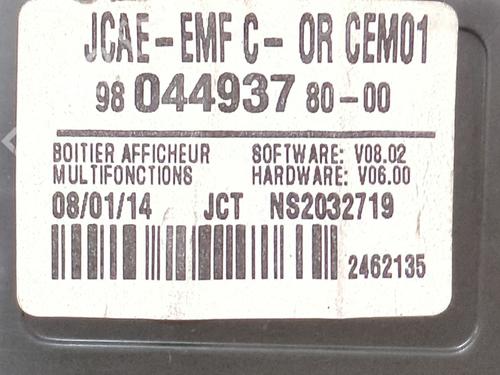 JCAE-EMF C- OR CEM01
98 044937 80-00
BOITIER AFFICHEUR SOFTWARE: V08.02
MULTIFONCTIONS HARDWARE: V06.00
08/01/14 JCT NS2032719
2462135